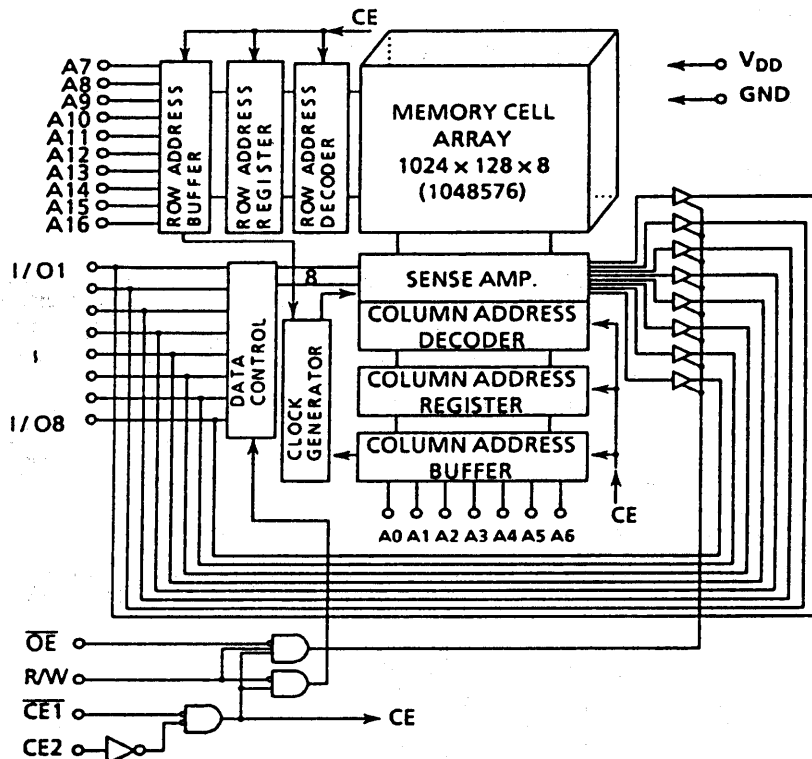 CE
A7
A8
A9
A10
A11
A12
A13
A14
A15
A16
ROW ADDRESS
BUFFER
ROW ADDRESS
REGISTER
ROW ADDRESS
DECODER
MEMORY CELL
ARRAY
1024 x 128 x 8
(1048576)
VDD
GND
I/O1
I/O8
DATA
CONTROL
8
CLOCK
GENERATOR
SENSE AMP.
COLUMN ADDRESS
DECODER
COLUMN ADDRESS
REGISTER
COLUMN ADDRESS
BUFFER
A0 A1 A2 A3 A4 A5 A6
CE
OE
R/W
CE1
CE2
CE